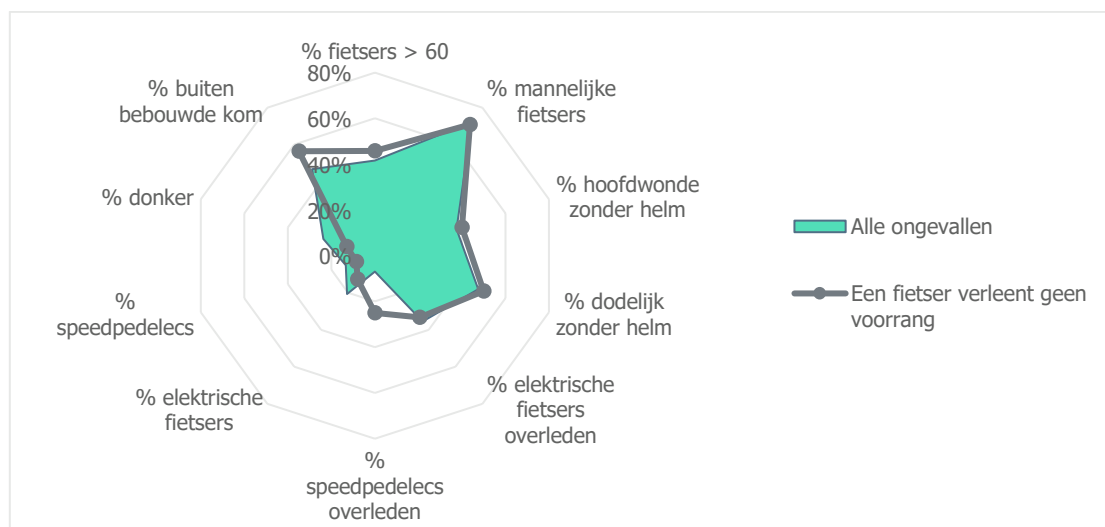 % fietsers > 60
80%
60%
40%
20%
0%
% mannelijke
fietsers
% hoofdwonde
zonder helm
% dodelijk
zonder helm
% elektrische
fietsers
overleden
%
speedpedelecs
overleden
% elektrische
fietsers
%
speedpedelecs
% donker
% buiten
bebouwde kom
Alle ongevallen
Een fietser verleent geen
voorrang